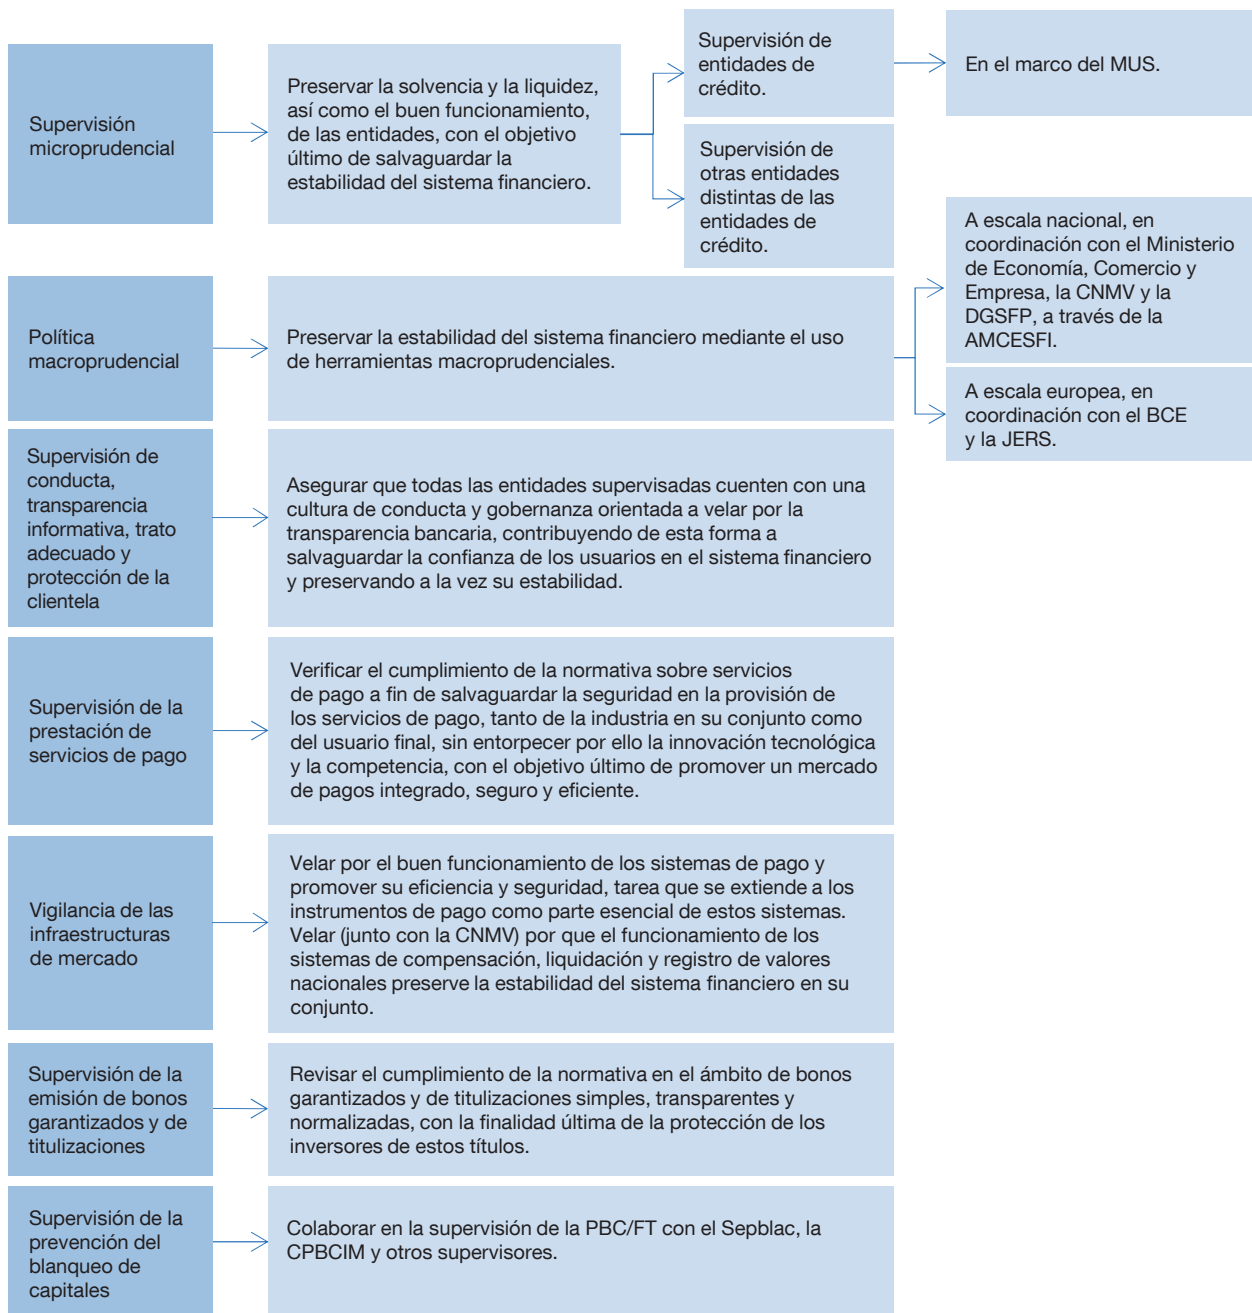 Supervisión
microprudencial
Preservar la solvencia y la liquidez,
así como el buen funcionamiento,
de las entidades, con el objetivo
último de salvaguardar la
estabilidad del sistema financiero.
Supervisión de
entidades de
crédito.
En el marco del MUS.
Supervisión de
otras entidades
distintas de las
entidades de
crédito.
Política
macroprudencial
Preservar la estabilidad del sistema financiero mediante el uso
de herramientas macroprudenciales.
A escala nacional, en
coordinación con el Ministerio
de Economía, Comercio y
Empresa, la CNMV y la
DGSFP, a través de la
AMCESFI.
A escala europea, en
coordinación con el BCE
y la JERS.
Supervisión de
conducta,
transparencia
informativa, trato
adecuado y
protección de la
clientela
Asegurar que todas las entidades supervisadas cuenten con una
cultura de conducta y gobernanza orientada a velar por la
transparencia bancaria, contribuyendo de esta forma a
salvaguardar la confianza de los usuarios en el sistema financiero
y preservando a la vez su estabilidad.
Supervisión de la
prestación de
servicios de pago
Verificar el cumplimiento de la normativa sobre servicios
de pago a fin de salvaguardar la seguridad en la provisión de
los servicios de pago, tanto de la industria en su conjunto como
del usuario final, sin entorpecer por ello la innovación tecnológica
y la competencia, con el objetivo último de promover un mercado
de pagos integrado, seguro y eficiente.
Vigilancia de las
infraestructuras
de mercado
Velar por el buen funcionamiento de los sistemas de pago y
promover su eficiencia y seguridad, tarea que se extiende a los
instrumentos de pago como parte esencial de estos sistemas.
Velar (junto con la CNMV) por que el funcionamiento de los
sistemas de compensación, liquidación y registro de valores
nacionales preserve la estabilidad del sistema financiero en su
conjunto.
Supervisión de la
emisión de bonos
garantizados y de
titulizaciones
Revisar el cumplimiento de la normativa en el ámbito de bonos
garantizados y de titulizaciones simples, transparentes y
normalizadas, con la finalidad última de la protección de los
inversores de estos títulos.
Supervisión de la
prevención del
blanqueo de
capitales
Colaborar en la supervisión de la PBC/FT con el Sepblac, la
CPBCIM y otros supervisores.